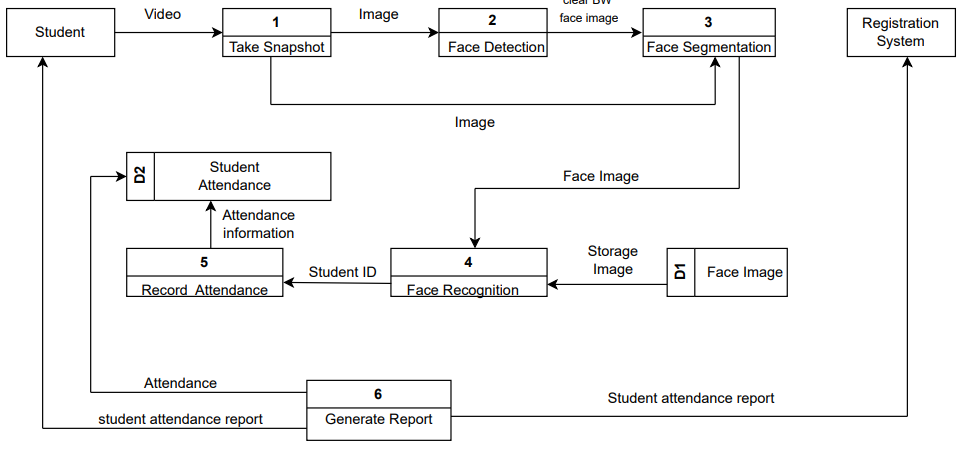 Student
Video
1
Take Snapshot
Image
2
Face Detection
clear BW
face image
3
Face Segmentation
Registration
System
Image
D2
Student
Attendance
Face Image
Attendance
information
5
Record Attendance
Student ID
4
Face Recognition
Storage
Image
D1
Face Image
Attendance
student attendance report
6
Generate Report
Student attendance report